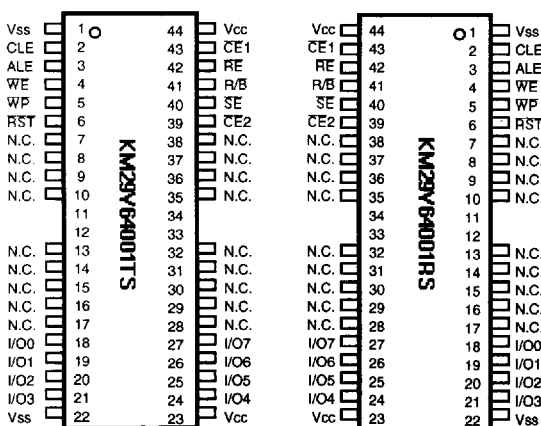 Vss 1 44 Vcc Vcc 44 1 Vss
CLE 2 43 CE1 CE1 43 2 CLE
ALE 3 42 RE RE 42 3 ALE
WE 4 41 R/B R/B 41 4 WE
WP 5 40 SE SE 40 5 WP
RST 6 39 CE2 CE2 39 6 RST
N.C. 7 38 N.C. N.C. 38 7 N.C.
N.C. 8 37 N.C. N.C. 37 8 N.C.
N.C. 9 36 N.C. N.C. 36 9 N.C.
N.C. 10 35 N.C. N.C. 35 10 N.C.
11 34 34 11
12 33 33 12
N.C. 13 32 N.C. N.C. 32 13 N.C.
N.C. 14 31 N.C. N.C. 31 14 N.C.
N.C. 15 30 N.C. N.C. 30 15 N.C.
N.C. 16 29 N.C. N.C. 29 16 N.C.
N.C. 17 28 N.C. N.C. 28 17 N.C.
I/O0 18 27 I/O7 I/O7 27 18 I/O0
I/O1 19 26 I/O6 I/O6 26 19 I/O1
I/O2 20 25 I/O5 I/O5 25 20 I/O2
I/O3 21 24 I/O4 I/O4 24 21 I/O3
Vss 22 23 Vcc Vcc 23 22 Vss
KM29V64001TS
KM29V64001RS